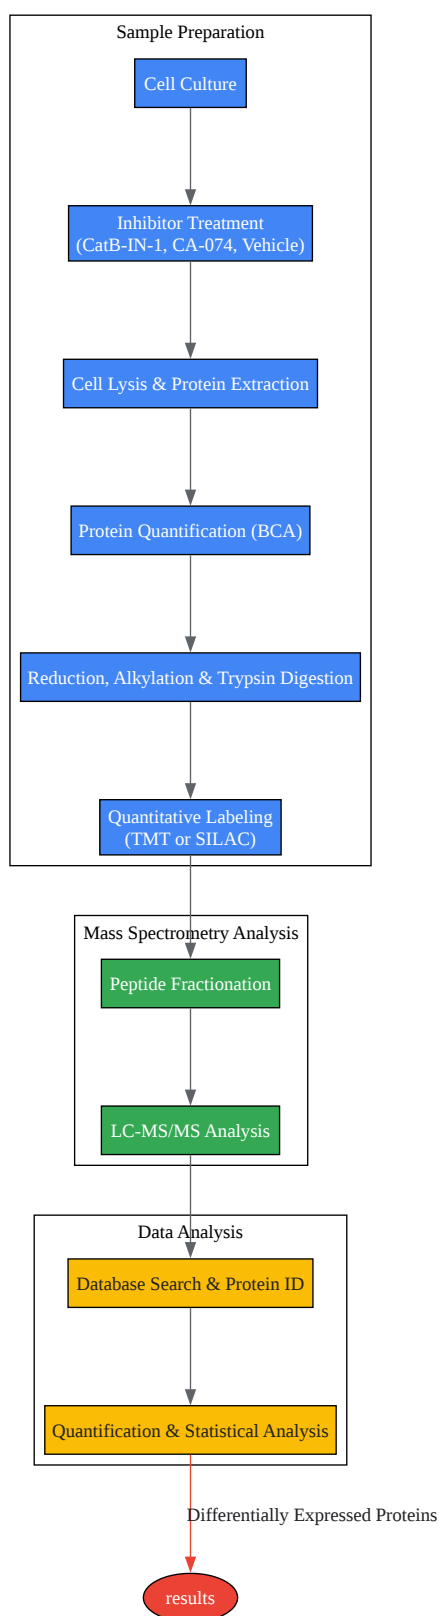 Sample Preparation
Cell Culture
Inhibitor Treatment
(CatB-IN-1, CA-074, Vehicle)
Cell Lysis & Protein Extraction
Protein Quantification (BCA)
Reduction, Alkylation & Trypsin Digestion
Quantitative Labeling
(TMT or SILAC)
Mass Spectrometry Analysis
Peptide Fractionation
LC-MS/MS Analysis
Data Analysis
Database Search & Protein ID
Quantification & Statistical Analysis
Differentially Expressed Proteins
results